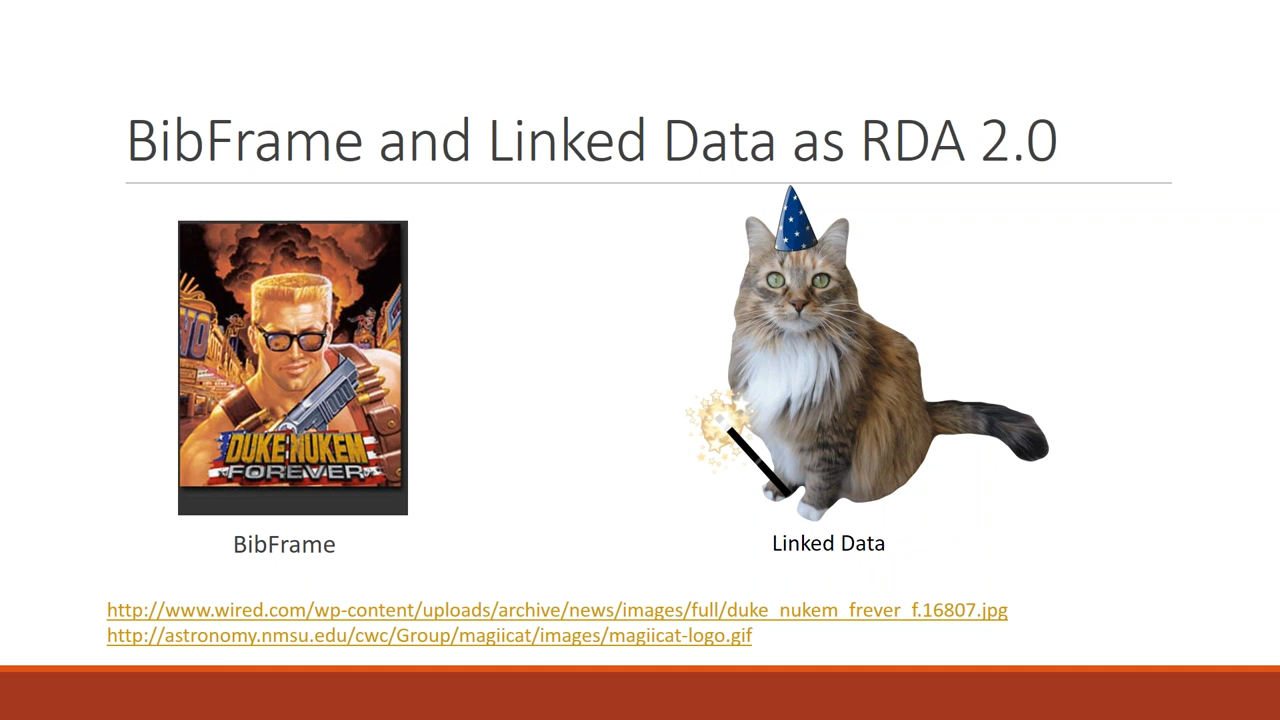 BibFrame and Linked Data as RDA 2.0
DUKE NUKEM
FOREVER
BibFrame
Linked Data
http://www.wired.com/wp-content/uploads/archive/news/images/full/duke_nukem_frever_f.16807.jpg
http://astronomy.nmsu.edu/cwc/Group/magiicat/images/magiicat-logo.gif